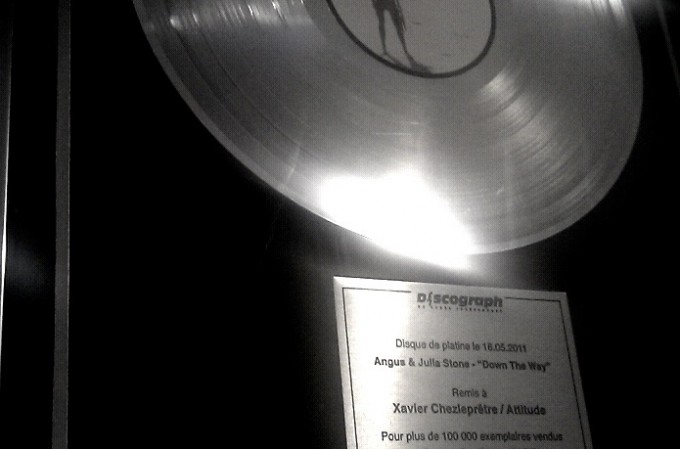 Discograph
Disque de platine le 16.05.2011
Angus & Julia Stone - "Down The Way"
Remis à
Xavier Chezleprêtre / Attitude
Pour plus de 100 000 exemplaires vendus